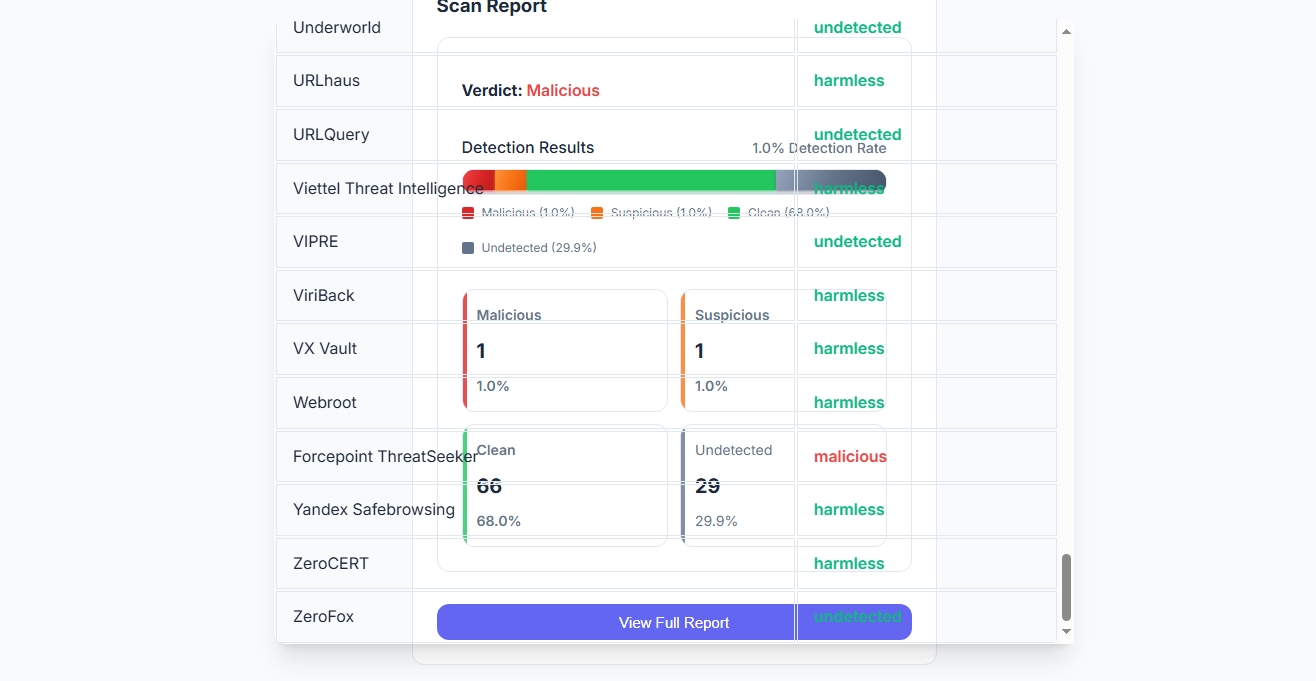 Scan Report
Underworld undetected
URLhaus harmless
Verdict: Malicious
URLQuery undetected
Detection Results 1.0% Detection Rate
Viettel Threat Intelligence harmless
Malicious (1.0%) Suspicious (1.0%) Clean (68.0%)
VIPRE undetected
Undetected (29.9%)
ViriBack harmless
Malicious Suspicious
VX Vault harmless
1 1
1.0% 1.0%
Webroot harmless
Clean Undetected
Forcepoint ThreatSeeker malicious
66 29
Yandex Safebrowsing harmless
68.0% 29.9%
ZeroCERT harmless
ZeroFox undetected
View Full Report